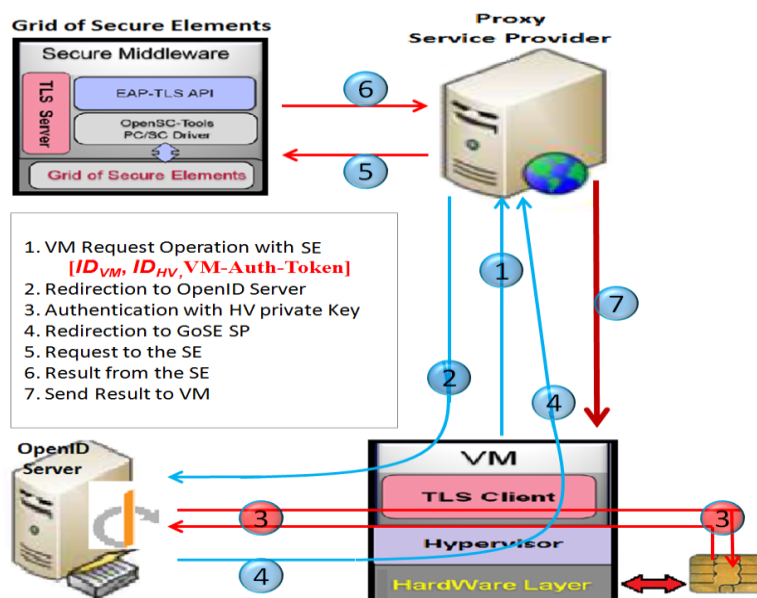 Grid of Secure Elements
Secure Middleware
TLS Server
EAP-TLS API
OpenSC-Tools
PC/SC Driver
Grid of Secure Elements
Proxy
Service Provider
6
5
1. VM Request Operation with SE
[ID_VM, ID_HV, VM-Auth-Token]
2. Redirection to OpenID Server
3. Authentication with HV private Key
4. Redirection to GoSE SP
5. Request to the SE
6. Result from the SE
7. Send Result to VM
1
7
2
4
OpenID
Server
VM
TLS Client
3
3
Hypervisor
4
HardWare Layer